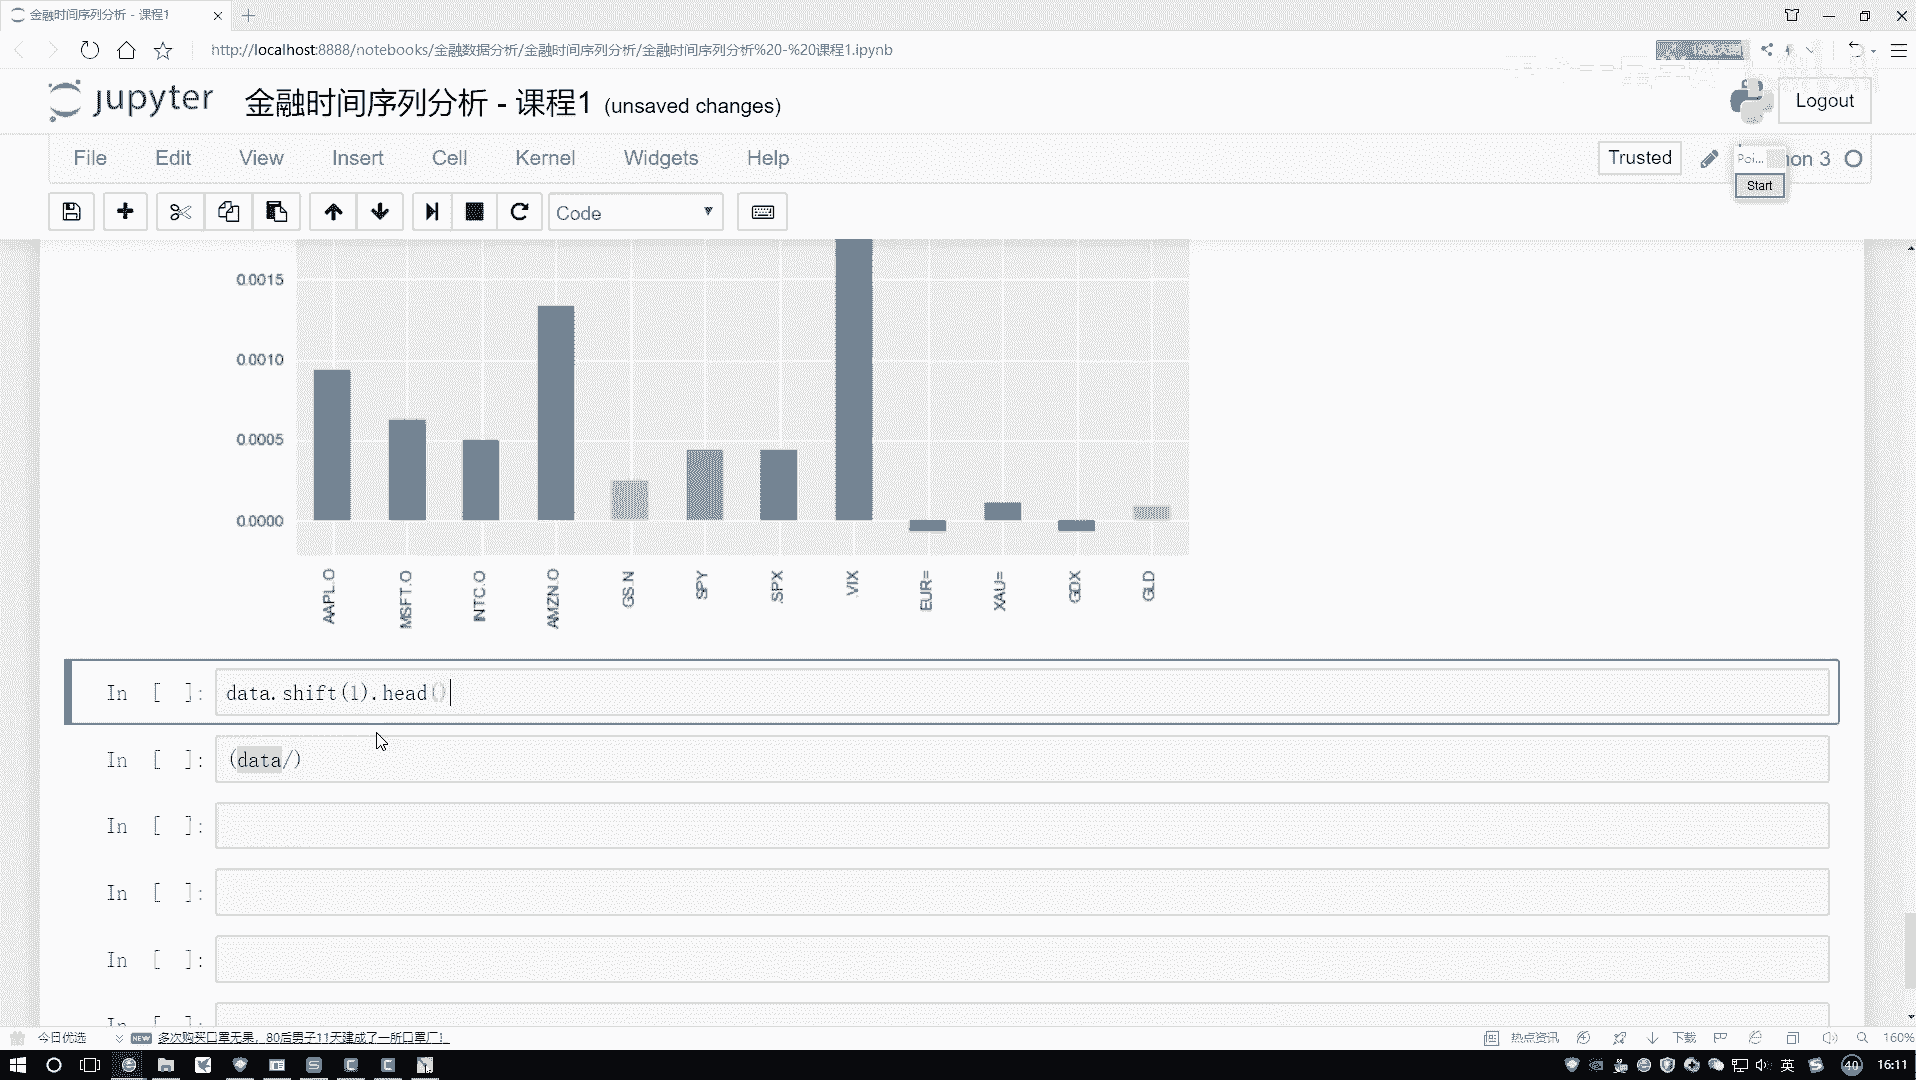 金融时间序列分析 - 课程1
http://localhost:8888/notebooks/金融数据分析/金融时间序列分析/金融时间序列分析%20-%20课程1.ipynb
jupyter 金融时间序列分析 - 课程1 (unsaved changes)
Logout
File Edit View Insert Cell Kernel Widgets Help
Trusted
Poi... hon 3
Start
Code
0.0015
0.0010
0.0005
0.0000
AAPL.O MSFT.O INTC.O AMZN.O GS.N SPY .SPX .VIX EUR= XAU= GDX GLD
In [ ]: data.shift(1).head()
In [ ]: (data/)
In [ ]:
In [ ]:
In [ ]:
In [ ]:
今日优选 NEW 多次购买口罩无果，80后男子11天建成了一所口罩厂！ 热点资讯 下载 160%
英 40 16:11